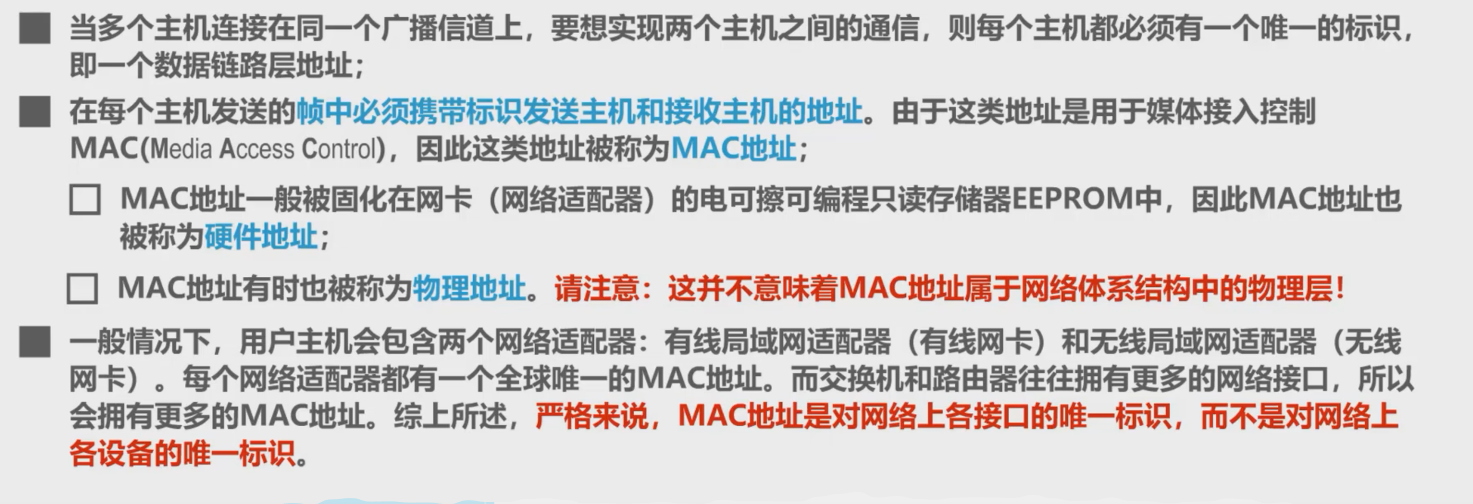 当多个主机连接在同一个广播信道上，要想实现两个主机之间的通信，则每个主机都必须有一个唯一的标识，
即一个数据链路层地址；
在每个主机发送的帧中必须携带标识发送主机和接收主机的地址。由于这类地址是用于媒体接入控制
MAC(Media Access Control)，因此这类地址被称为MAC地址；
MAC地址一般被固化在网卡（网络适配器）的电可擦可编程只读存储器EEPROM中，因此MAC地址也
被称为硬件地址；
MAC地址有时也被称为物理地址。请注意：这并不意味着MAC地址属于网络体系结构中的物理层！
一般情况下，用户主机会包含两个网络适配器：有线局域网适配器（有线网卡）和无线局域网适配器（无线
网卡）。每个网络适配器都有一个全球唯一的MAC地址。而交换机和路由器往往拥有更多的网络接口，所以
会拥有更多的MAC地址。综上所述，严格来说，MAC地址是对网络上各接口的唯一标识，而不是对网络上
各设备的唯一标识。